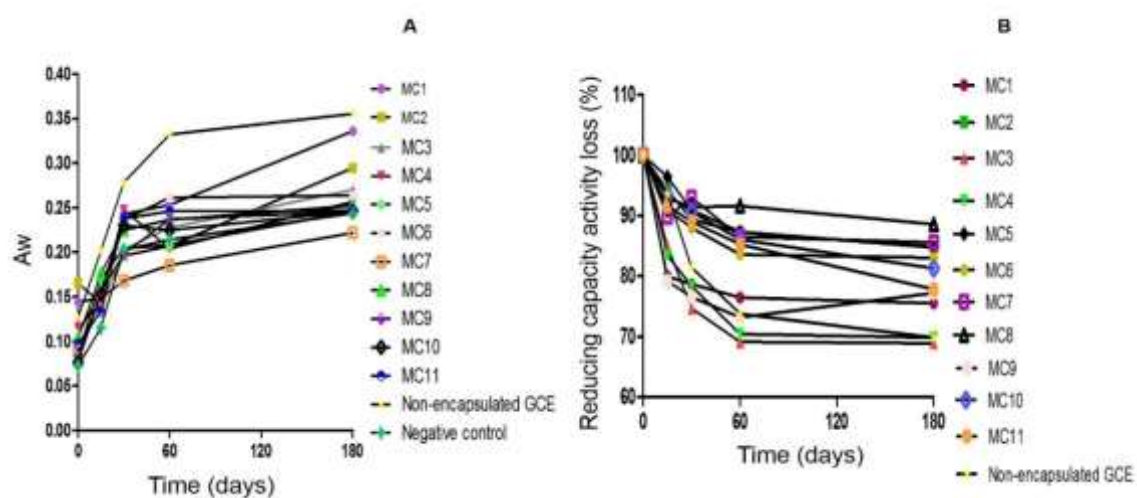 A
Aw
0.40
0.35
0.30
0.25
0.20
0.15
0.10
0.05
0.00
0 60 120 180
Time (days)
MC1
MC2
MC3
MC4
MC5
MC6
MC7
MC8
MC9
MC10
MC11
Non-encapsulated GCE
Negative control
B
Reducing capacity activity loss (%)
110
100
90
80
70
60
0 60 120 180
Time (days)
MC1
MC2
MC3
MC4
MC5
MC6
MC7
MC8
MC9
MC10
MC11
Non-encapsulated GCE